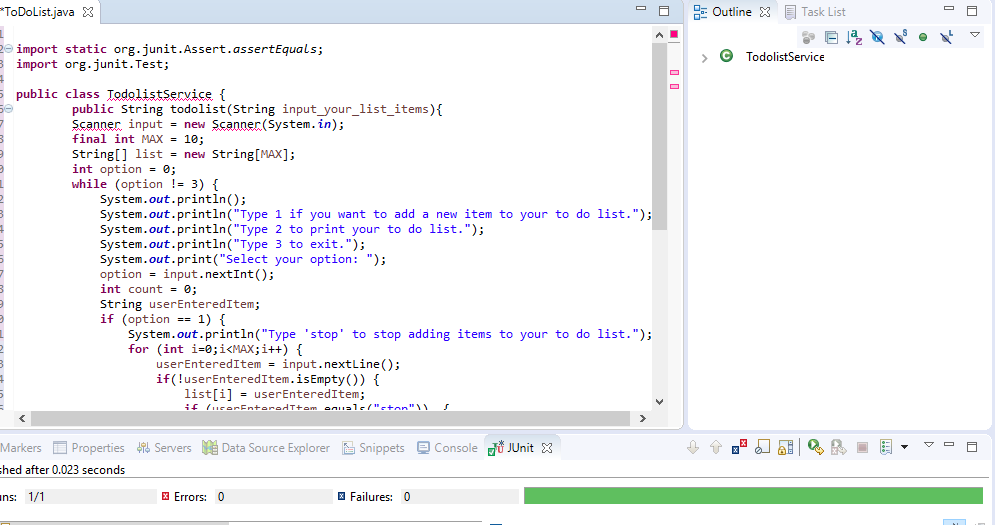 *ToDoList.java
Outline
Task List
import static org.junit.Assert.assertEquals;
import org.junit.Test;
TodolistService
public class TodolistService {
public String todolist(String input_your_list_items){
Scanner input = new Scanner(System.in);
final int MAX = 10;
String[] list = new String[MAX];
int option = 0;
while (option != 3) {
System.out.println();
System.out.println("Type 1 if you want to add a new item to your to do list.");
System.out.println("Type 2 to print your to do list.");
System.out.println("Type 3 to exit.");
System.out.print("Select your option: ");
option = input.nextInt();
int count = 0;
String userEnteredItem;
if (option == 1) {
System.out.println("Type 'stop' to stop adding items to your to do list.");
for (int i=0;i<MAX;i++) {
userEnteredItem = input.nextLine();
if(!userEnteredItem.isEmpty()) {
list[i] = userEnteredItem;
if (userEnteredItem.equals("stop")) {
Markers
Properties
Servers
Data Source Explorer
Snippets
Console
JUnit
shed after 0.023 seconds
uns: 1/1
Errors: 0
Failures: 0